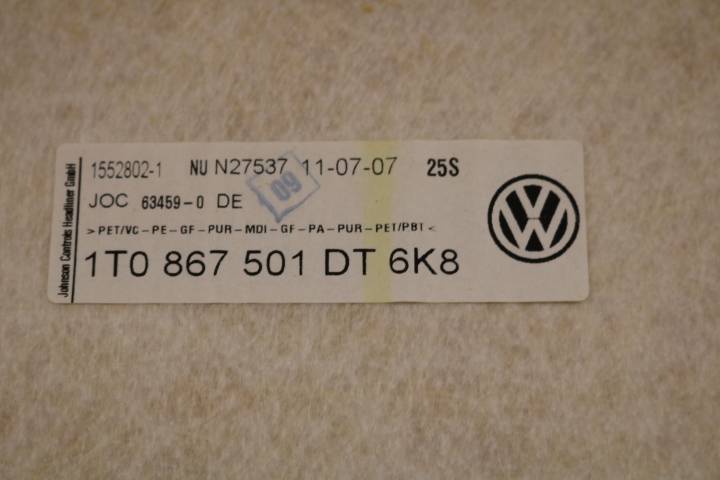 Johnson Controls Headliner GmbH
1552802-1 NU N27537 11-07-07 25S
JOC 63459-0 DE
09
>PET/VC-PE-GF-PUR-MDI-GF-PA-PUR-PET/PBT<
1T0 867 501 DT 6K8
VW